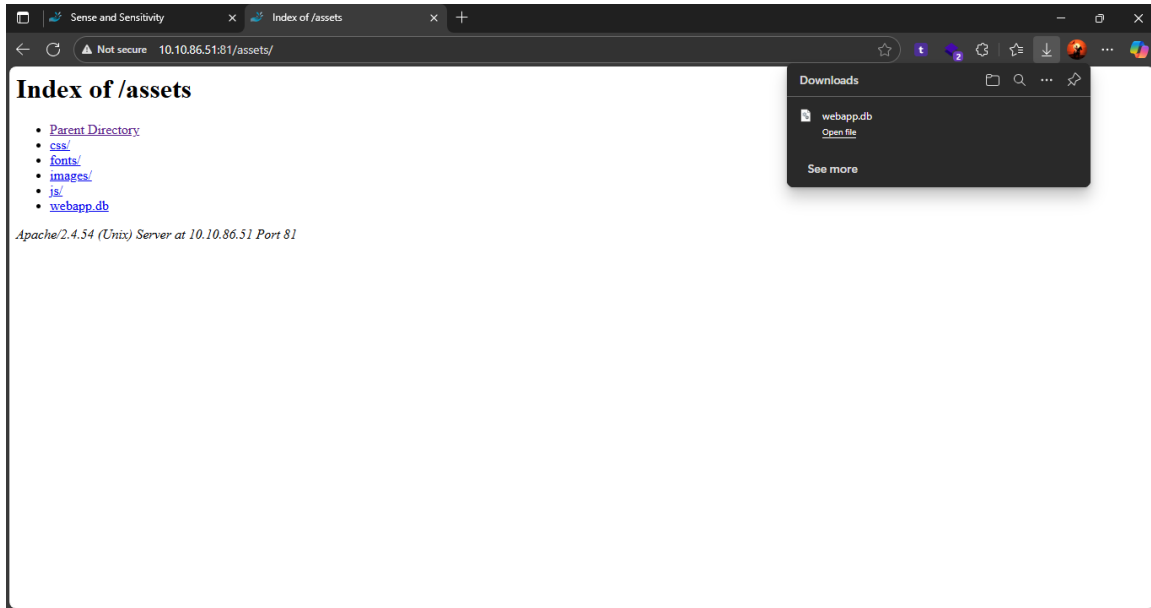 Sense and Sensitivity
Index of /assets
Not secure 10.10.86.51:81/assets/
t
2
Downloads
webapp.db
Open file
See more
Index of /assets
Parent Directory
css/
fonts/
images/
js/
webapp.db
Apache/2.4.54 (Unix) Server at 10.10.86.51 Port 81